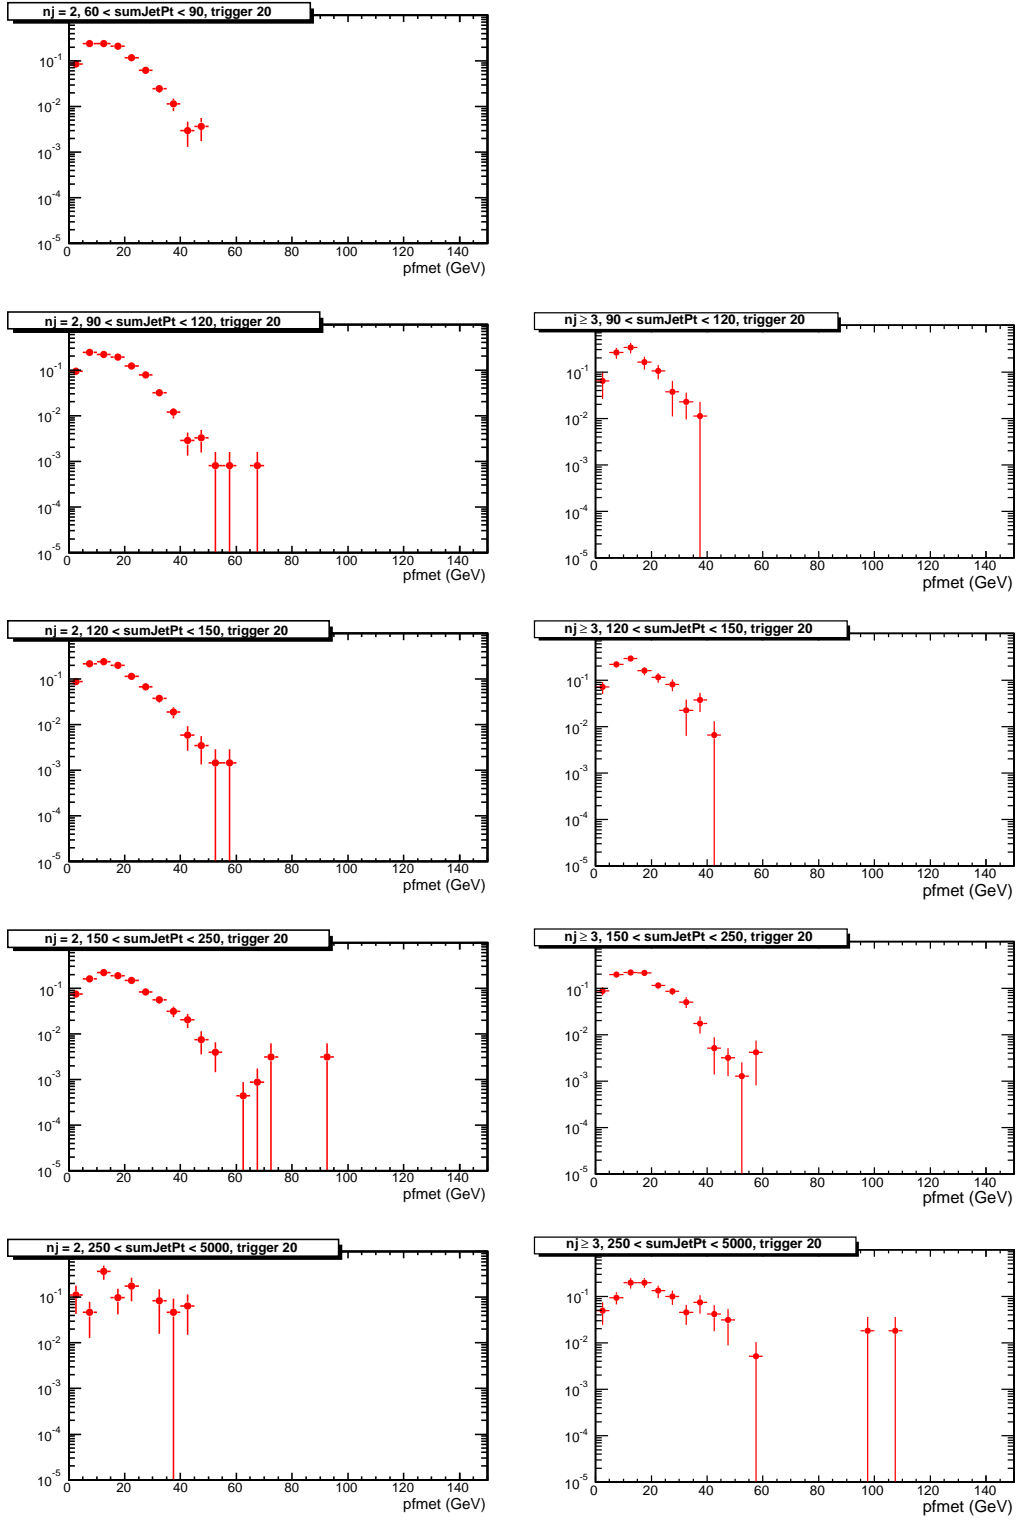 nj = 2, 60 < sumJetPt < 90, trigger 20
10^-1
10^-2
10^-3
10^-4
10^-5
0 20 40 60 80 100 120 140
pfmet (GeV)
nj = 2, 90 < sumJetPt < 120, trigger 20
10^-1
10^-2
10^-3
10^-4
10^-5
0 20 40 60 80 100 120 140
pfmet (GeV)
nj ≥ 3, 90 < sumJetPt < 120, trigger 20
10^-1
10^-2
10^-3
10^-4
10^-5
0 20 40 60 80 100 120 140
pfmet (GeV)
nj = 2, 120 < sumJetPt < 150, trigger 20
10^-1
10^-2
10^-3
10^-4
10^-5
0 20 40 60 80 100 120 140
pfmet (GeV)
nj ≥ 3, 120 < sumJetPt < 150, trigger 20
10^-1
10^-2
10^-3
10^-4
10^-5
0 20 40 60 80 100 120 140
pfmet (GeV)
nj = 2, 150 < sumJetPt < 250, trigger 20
10^-1
10^-2
10^-3
10^-4
10^-5
0 20 40 60 80 100 120 140
pfmet (GeV)
nj ≥ 3, 150 < sumJetPt < 250, trigger 20
10^-1
10^-2
10^-3
10^-4
10^-5
0 20 40 60 80 100 120 140
pfmet (GeV)
nj = 2, 250 < sumJetPt < 5000, trigger 20
10^-1
10^-2
10^-3
10^-4
10^-5
0 20 40 60 80 100 120 140
pfmet (GeV)
nj ≥ 3, 250 < sumJetPt < 5000, trigger 20
10^-1
10^-2
10^-3
10^-4
10^-5
0 20 40 60 80 100 120 140
pfmet (GeV)